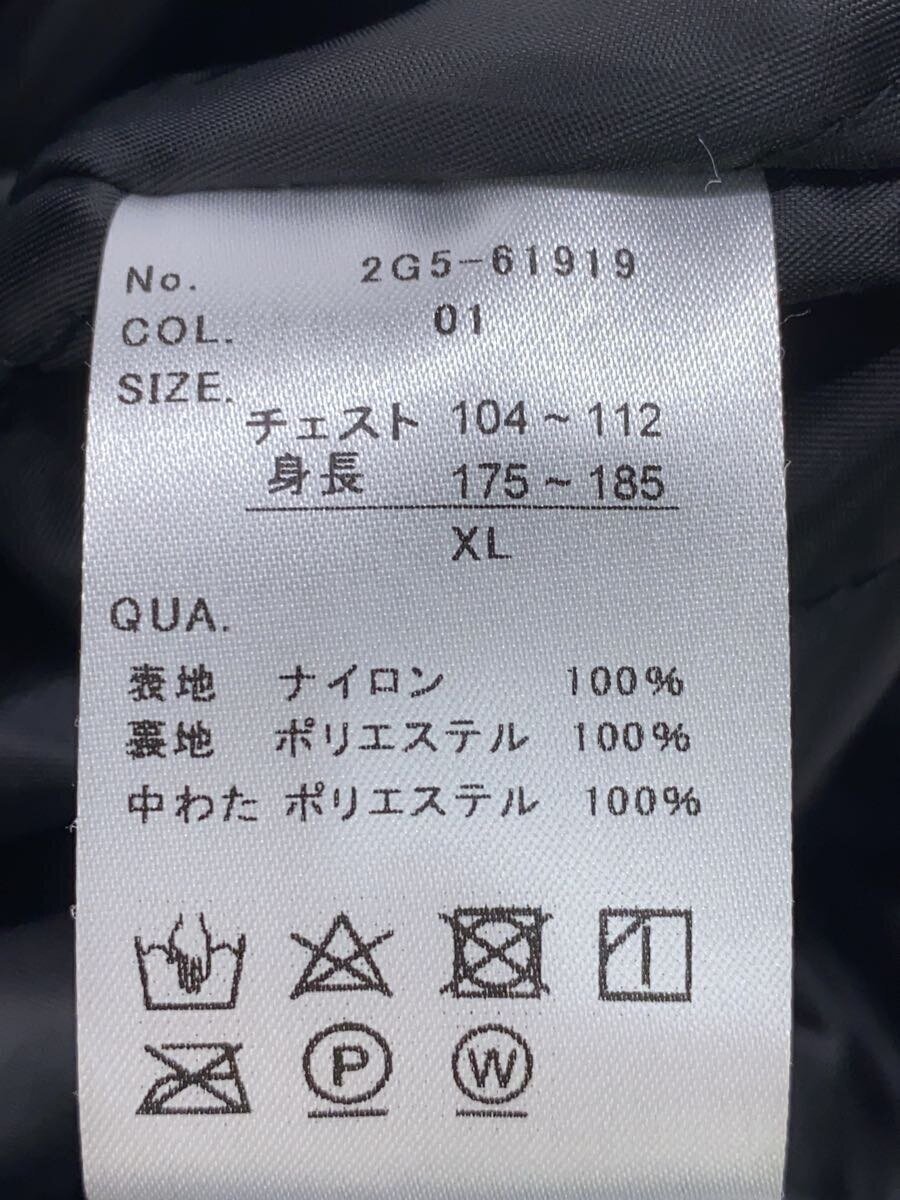 No. 2G5-61919
COL. 01
SIZE.
チェスト 104～112
身長 175～185
XL
QUA.
表地 ナイロン 100%
裏地 ポリエステル 100%
中わた ポリエステル 100%
P W